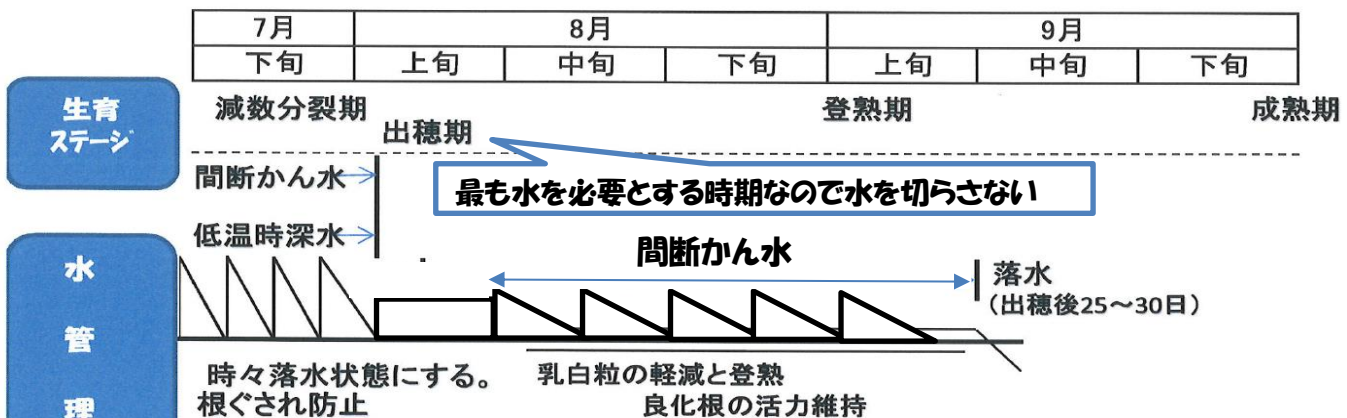 7月 8月 9月
下旬 上旬 中旬 下旬 上旬 中旬 下旬
生育
ステージ
減数分裂期 出穂期 登熟期 成熟期
最も水を必要とする時期なので水を切らさない
間断かん水
低温時深水
水
管
理
間断かん水
落水
(出穂後25～30日)
時々落水状態にする。
根ぐされ防止
乳白粒の軽減と登熟
良化根の活力維持